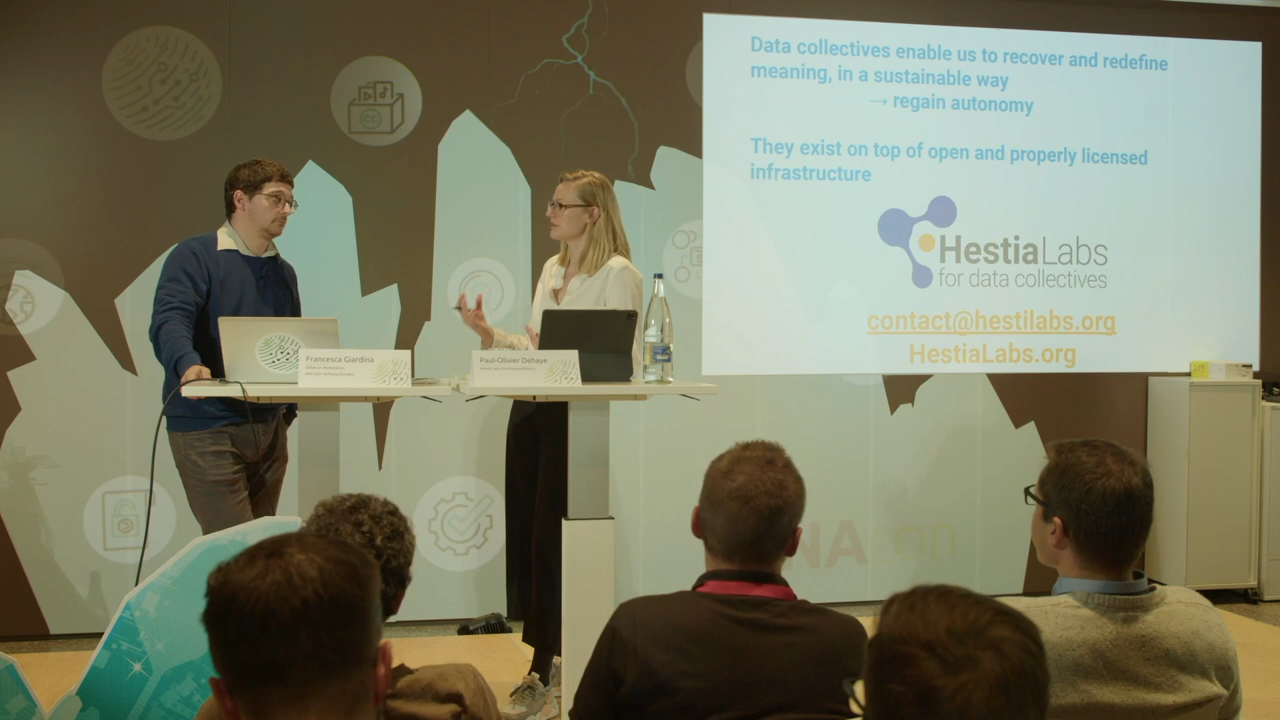 Data collectives enable us to recover and redefine
meaning, in a sustainable way
→ regain autonomy
They exist on top of open and properly licensed
infrastructure
HestiaLabs
for data collectives
contact@hestilabs.org
HestiaLabs.org
Francesca Giardina
Paul-Olivier Dehaye
CC